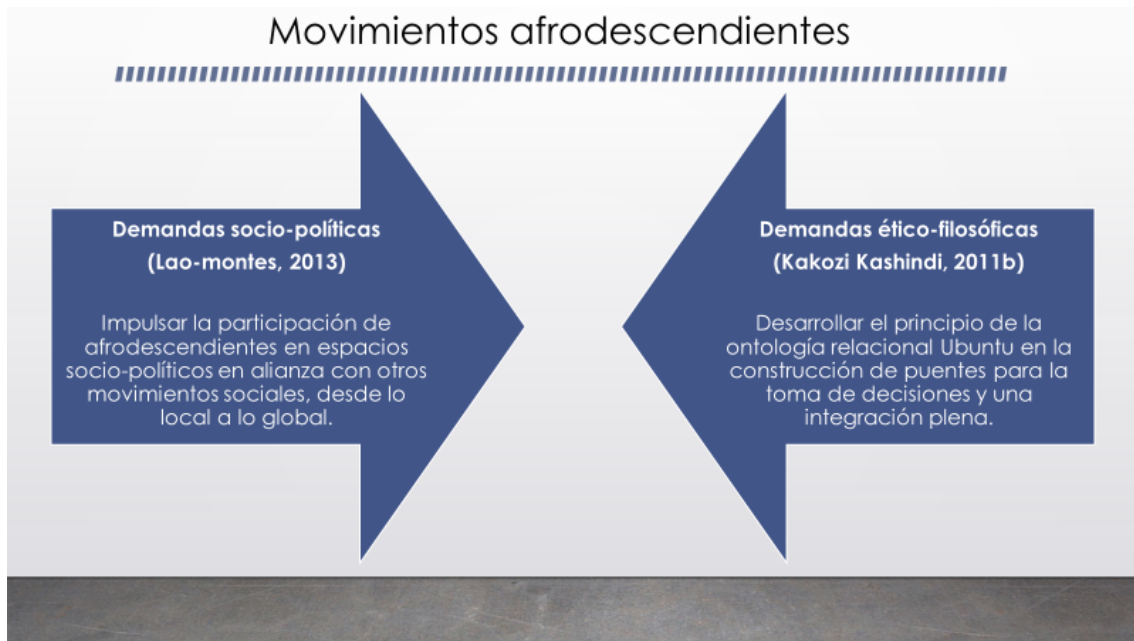 Movimientos afrodescendientes
Demandas socio-políticas
(Lao-montes, 2013)
Impulsar la participación de
afrodescendientes en espacios
socio-políticos en alianza con otros
movimientos sociales, desde lo
local a lo global.
Demandas ético-filosóficas
(Kakozi Kashindi, 2011b)
Desarrollar el principio de la
ontología relacional Ubuntu en la
construcción de puentes para la
toma de decisiones y una
integración plena.